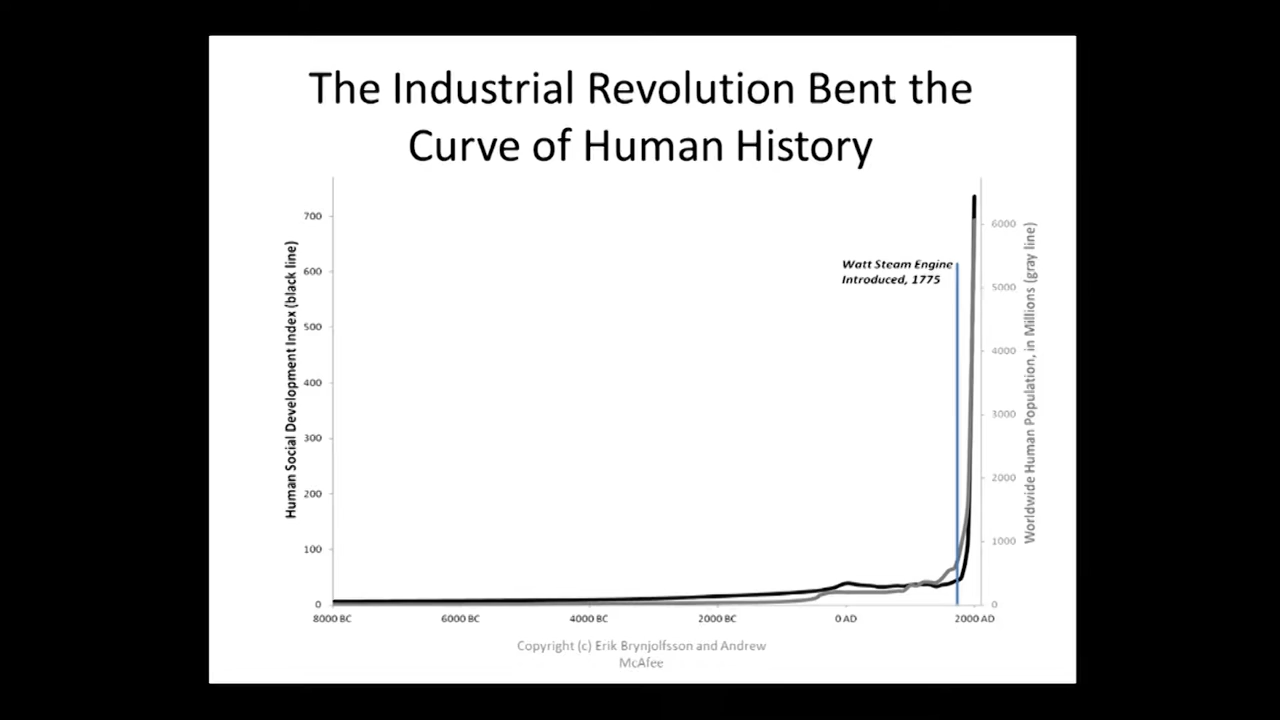 The Industrial Revolution Bent the
Curve of Human History
Human Social Development Index (black line)
700
600
500
400
300
200
100
0
Watt Steam Engine
Introduced, 1775
6000
5000
4000
3000
2000
1000
0
Worldwide Human Population, in Millions (gray line)
8000 BC
6000 BC
4000 BC
2000 BC
0 AD
2000 AD
Copyright (c) Erik Brynjolfsson and Andrew
McAfee